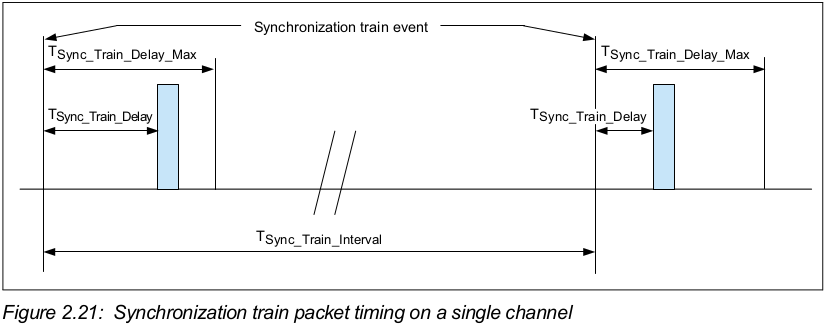 Synchronization train event
TSync_Train_Delay_Max
TSync_Train_Delay_Max
TSync_Train_Delay
TSync_Train_Delay
TSync_Train_Interval
Figure 2.21: Synchronization train packet timing on a single channel